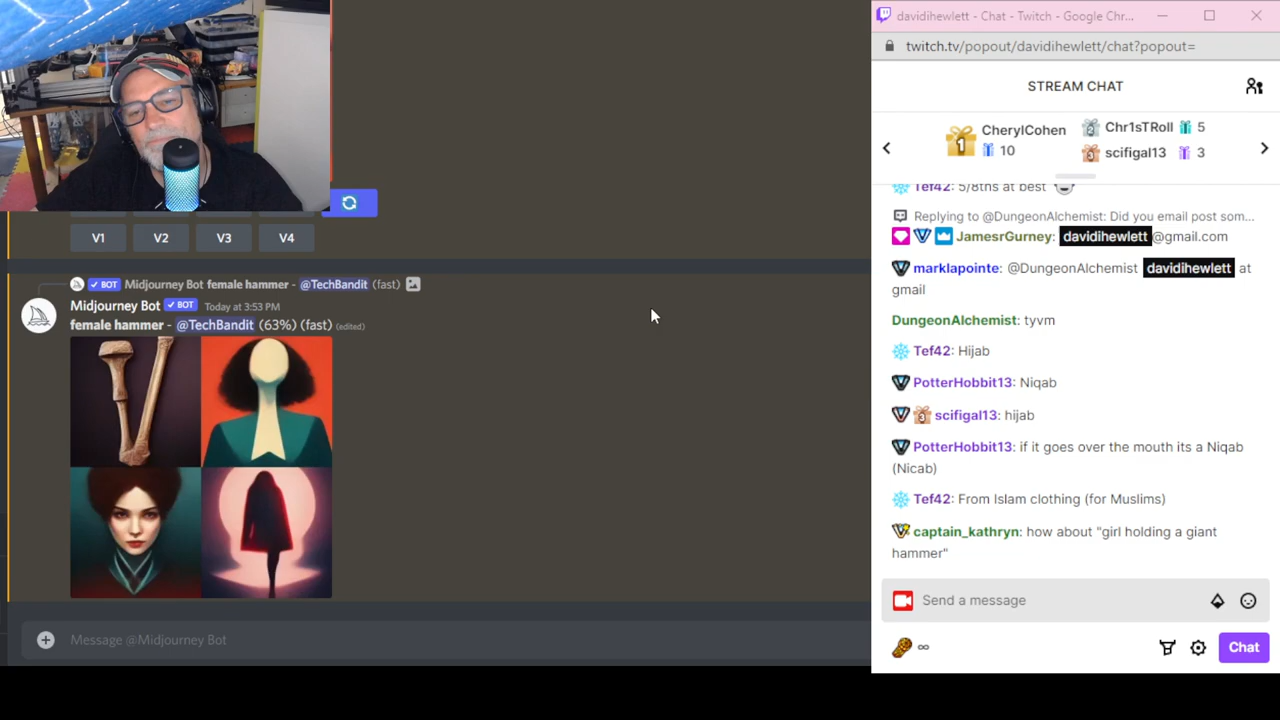 davidihewlett - Chat - Twitch - Google Chr...
twitch.tv/popout/davidihewlett/chat?popout=
STREAM CHAT
1 CherylCohen
10
2 Chr1sTRoll 5
3 scifigal13 3
Tef42: 5/8ths at best
Replying to @DungeonAlchemist: Did you email post som...
JamesrGurney: davidihewlett@gmail.com
marklapointe: @DungeonAlchemist davidihewlett at
gmail
DungeonAlchemist: tyvm
Tef42: Hijab
PotterHobbit13: Niqab
scifigal13: hijab
PotterHobbit13: if it goes over the mouth its a Niqab
(Nicab)
Tef42: From Islam clothing (for Muslims)
captain_kathryn: how about "girl holding a giant
hammer"
Send a message
∞
Chat
V1 V2 V3 V4
BOT Midjourney Bot female hammer - @TechBandit (fast)
Midjourney Bot BOT Today at 3:53 PM
female hammer - @TechBandit (63%) (fast) (edited)
Message @Midjourney Bot